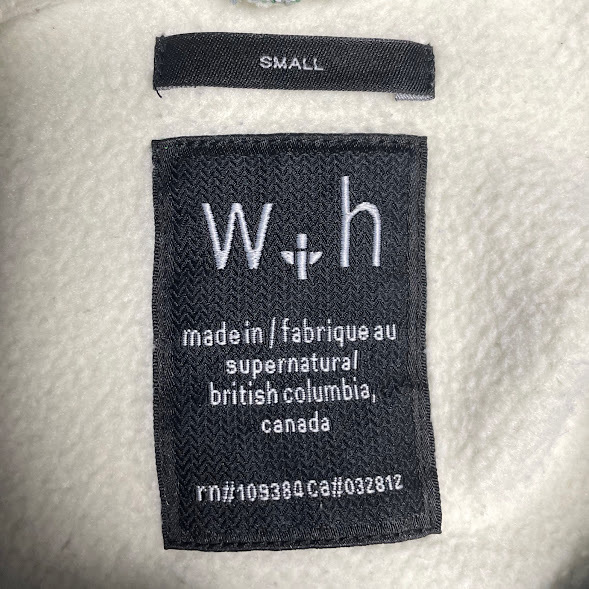 SMALL
w+h
made in / fabrique au
supernatural
british columbia,
canada
rn#109384 ca#032812